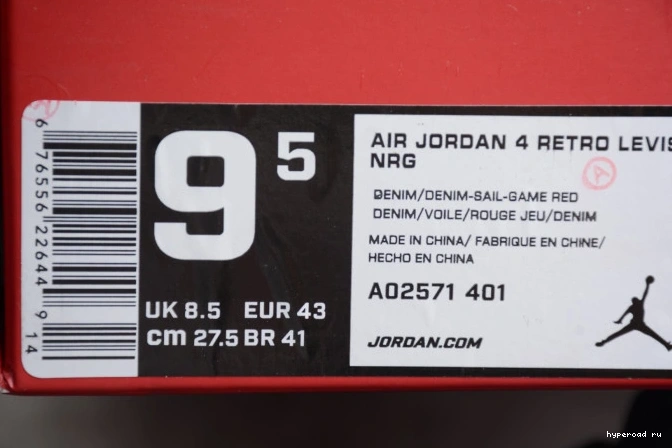 6 76556 22644 9 14
9 5
UK 8.5 EUR 43
cm 27.5 BR 41
AIR JORDAN 4 RETRO LEVIS
NRG
DENIM/DENIM-SAIL-GAME RED
DENIM/VOILE/ROUGE JEU/DENIM
MADE IN CHINA/ FABRIQUE EN CHINE/
HECHO EN CHINA
AO2571 401
JORDAN.COM
A
hyperoad ru